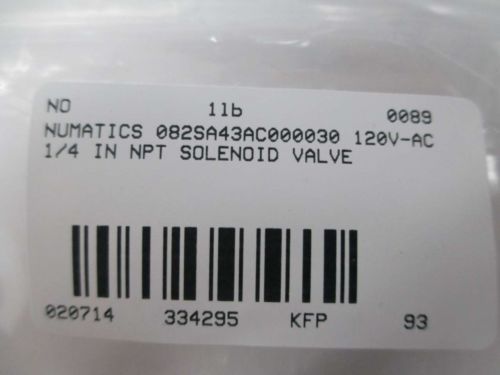 NO 1lb 0089
NUMATICS 082SA43AC000030 120V-AC
1/4 IN NPT SOLENOID VALVE
020714 334295 KFP 93